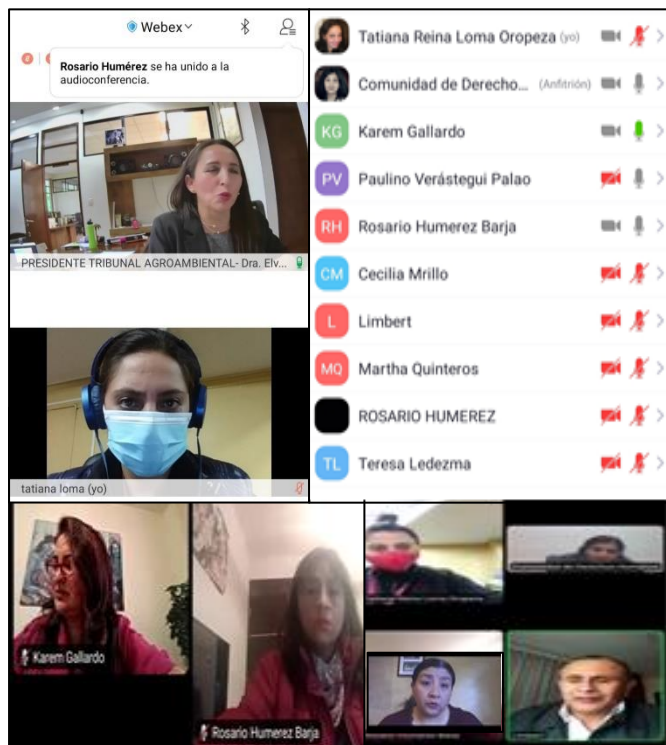 Webex
Rosario Humérez se ha unido a la
audioconferencia.
PRESIDENTE TRIBUNAL AGROAMBIENTAL- Dra. Elv...
tatiana loma (yo)
Tatiana Reina Loma Oropeza (yo)
Comunidad de Derecho... (Anfitrión)
KG Karem Gallardo
PV Paulino Verástegui Palao
RH Rosario Humerez Barja
CM Cecilia Mrillo
L Limbert
MQ Martha Quinteros
ROSARIO HUMEREZ
TL Teresa Ledezma
Karem Gallardo
Rosario Humerez Barja